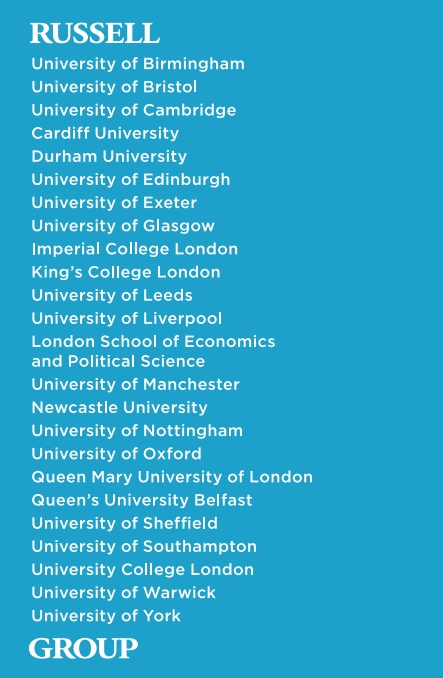 RUSSELL
University of Birmingham
University of Bristol
University of Cambridge
Cardiff University
Durham University
University of Edinburgh
University of Exeter
University of Glasgow
Imperial College London
King’s College London
University of Leeds
University of Liverpool
London School of Economics
and Political Science
University of Manchester
Newcastle University
University of Nottingham
University of Oxford
Queen Mary University of London
Queen’s University Belfast
University of Sheffield
University of Southampton
University College London
University of Warwick
University of York
GROUP